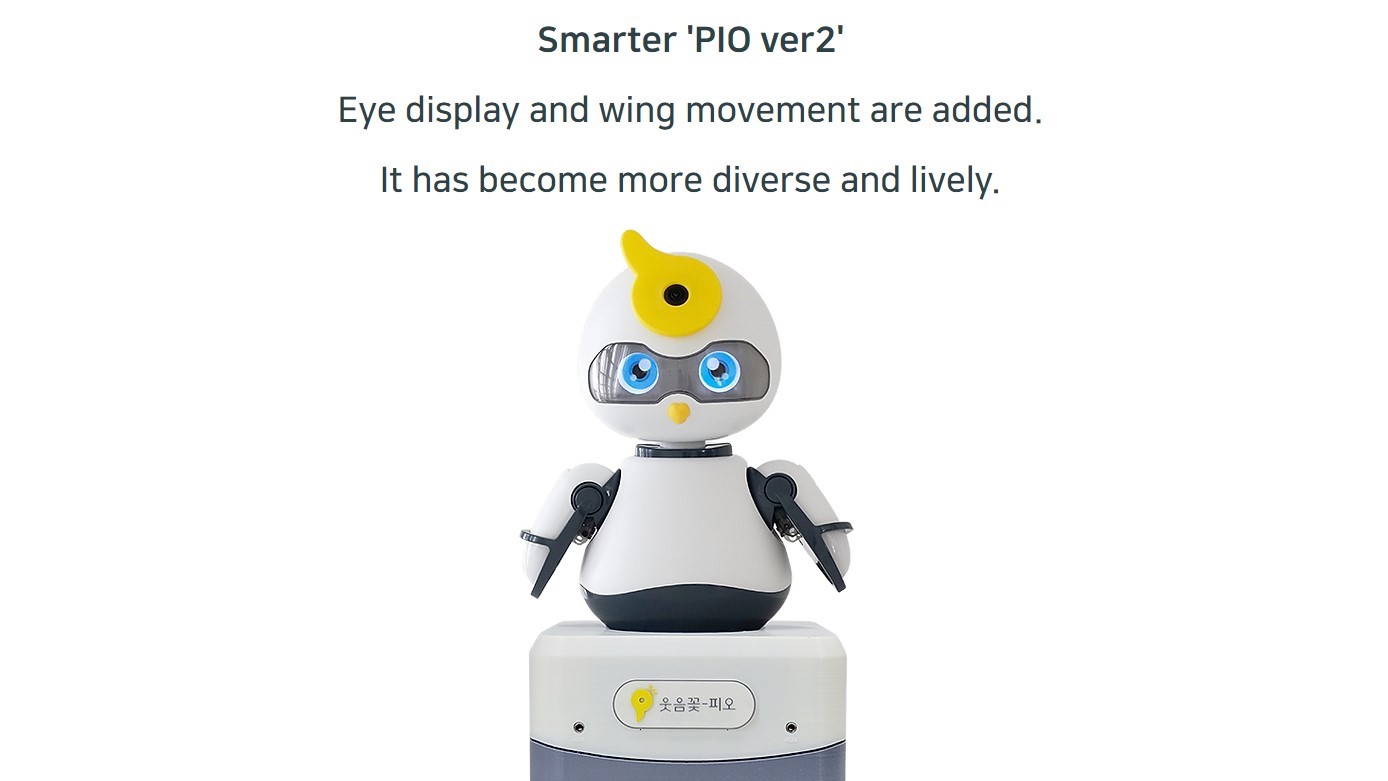 Smarter 'PIO ver2'
Eye display and wing movement are added.
It has become more diverse and lively.
웃음꽃-피오